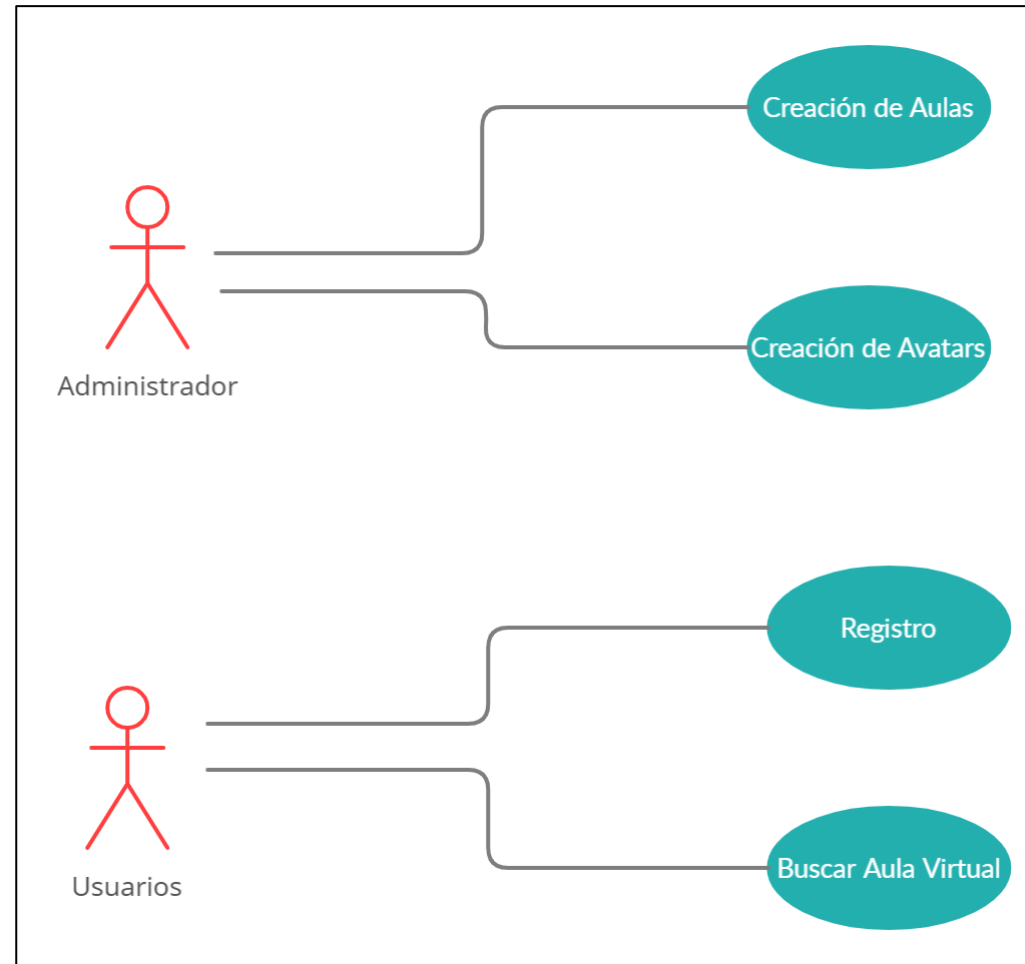 Creación de Aulas
Creación de Avatars
Administrador
Registro
Buscar Aula Virtual
Usuarios